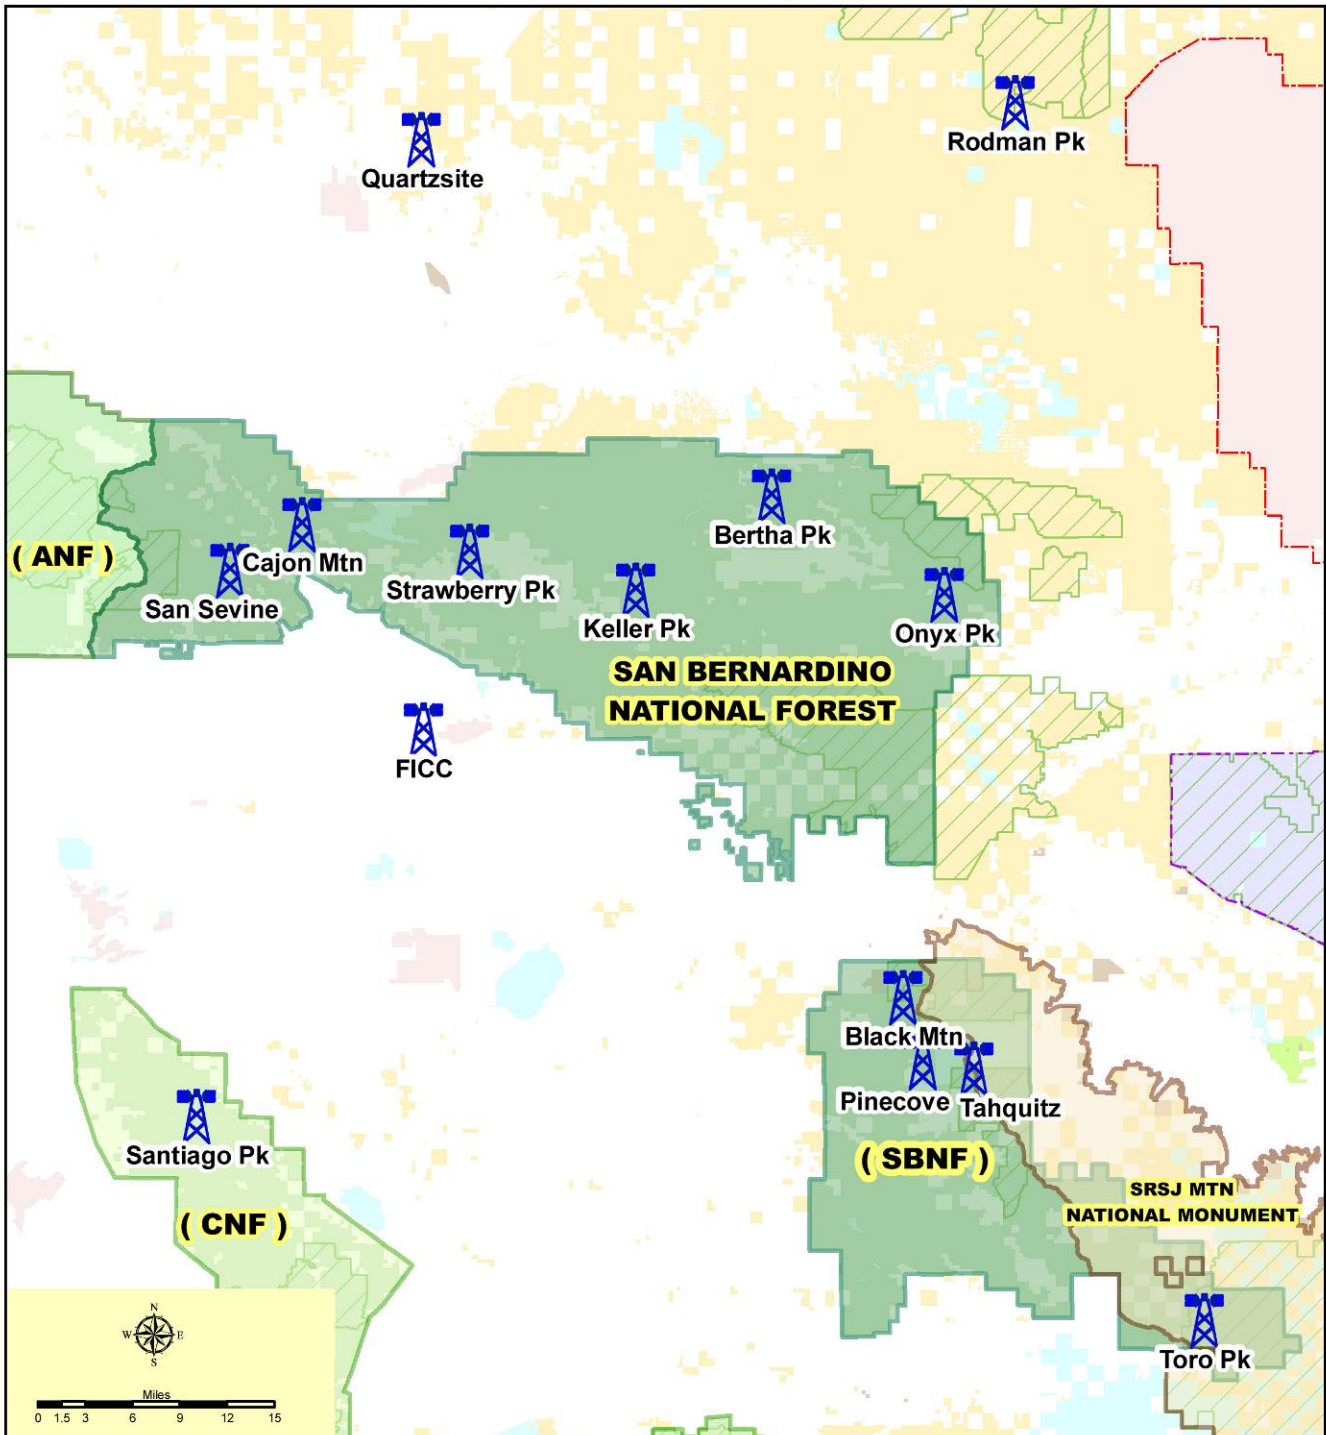 Rodman Pk
Quartzsite
Bertha Pk
( ANF )
Cajon Mtn
Strawberry Pk
San Sevine
Keller Pk
Onyx Pk
SAN BERNARDINO
NATIONAL FOREST
FICC
Black Mtn
Pinecove
Tahquitz
Santiago Pk
( SBNF )
SRSJ MTN
NATIONAL MONUMENT
( CNF )
N
W E
S
Toro Pk
Miles
0 1.5 3 6 9 12 15